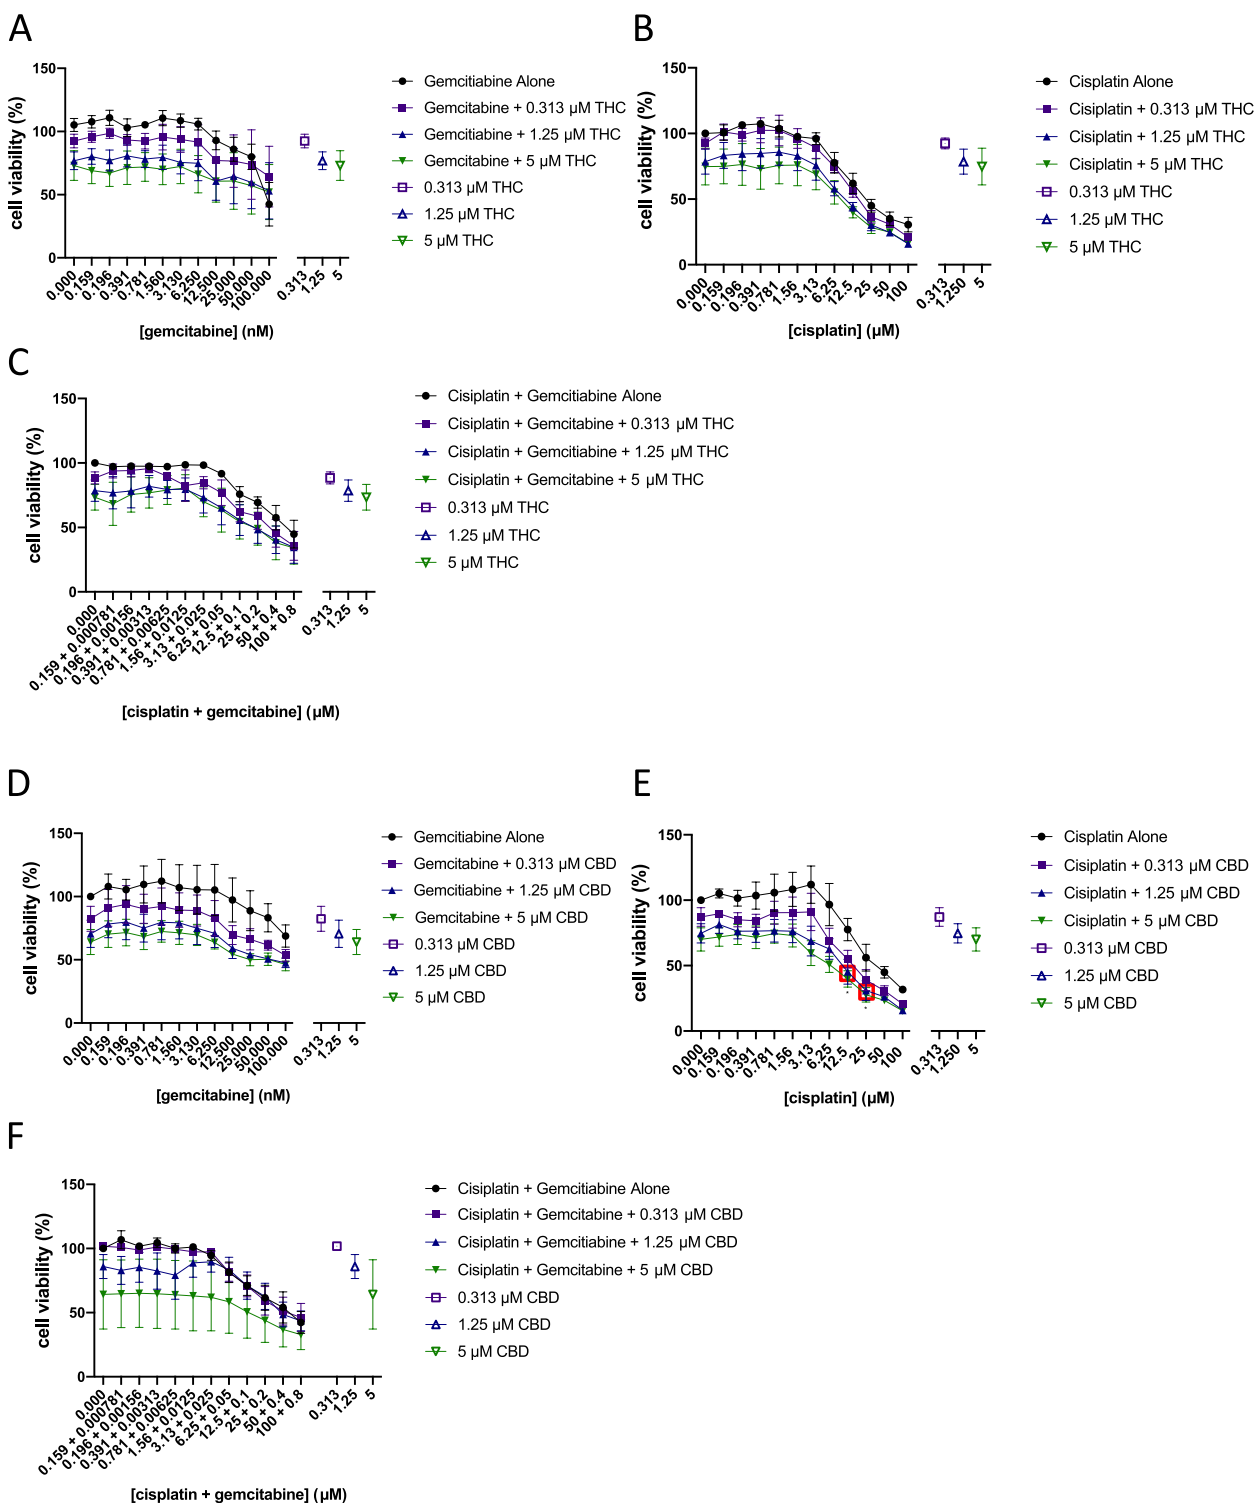 A
150
100
50
0
cell viability (%)
0.000
0.159
0.196
0.391
0.781
1.560
3.130
6.250
12.500
25.000
50.000
100.000
0.313
1.25
5
[gemcitabine] (nM)
Gemcitiabine Alone
Gemcitabine + 0.313 µM THC
Gemcitiabine + 1.25 µM THC
Gemcitabine + 5 µM THC
0.313 µM THC
1.25 µM THC
5 µM THC
B
150
100
50
0
cell viability (%)
0.000
0.159
0.196
0.391
0.781
1.56
3.13
6.25
12.5
25
50
100
0.313
1.250
5
[cisplatin] (µM)
Cisplatin Alone
Cisiplatin + 0.313 µM THC
Cisiplatin + 1.25 µM THC
Cisiplatin + 5 µM THC
0.313 µM THC
1.25 µM THC
5 µM THC
C
150
100
50
0
cell viability (%)
0.000
0.159 + 0.000781
0.196 + 0.00156
0.391 + 0.00313
0.781 + 0.00625
1.56 + 0.0125
3.13 + 0.025
6.25 + 0.05
12.5 + 0.1
25 + 0.2
50 + 0.4
100 + 0.8
0.313
1.25
5
[cisplatin + gemcitabine] (µM)
Cisiplatin + Gemcitiabine Alone
Cisplatin + Gemcitabine + 0.313 µM THC
Cisplatin + Gemcitiabine + 1.25 µM THC
Cisiplatin + Gemcitabine + 5 µM THC
0.313 µM THC
1.25 µM THC
5 µM THC
D
150
100
50
0
cell viability (%)
0.000
0.159
0.196
0.391
0.781
1.560
3.130
6.250
12.500
25.000
50.000
100.000
0.313
1.25
5
[gemcitabine] (nM)
Gemcitiabine Alone
Gemcitabine + 0.313 µM CBD
Gemcitiabine + 1.25 µM CBD
Gemcitabine + 5 µM CBD
0.313 µM CBD
1.25 µM CBD
5 µM CBD
E
150
100
50
0
cell viability (%)
0.000
0.159
0.196
0.391
0.781
1.56
3.13
6.25
12.5
25
50
100
0.313
1.250
5
[cisplatin] (µM)
Cisplatin Alone
Cisiplatin + 0.313 µM CBD
Cisiplatin + 1.25 µM CBD
Cisiplatin + 5 µM CBD
0.313 µM CBD
1.25 µM CBD
5 µM CBD
F
150
100
50
0
cell viability (%)
0.000
0.159 + 0.000781
0.196 + 0.00156
0.391 + 0.00313
0.781 + 0.00625
1.56 + 0.0125
3.13 + 0.025
6.25 + 0.05
12.5 + 0.1
25 + 0.2
50 + 0.4
100 + 0.8
0.313
1.25
5
[cisplatin + gemcitabine] (µM)
Cisiplatin + Gemcitiabine Alone
Cisplatin + Gemcitabine + 0.313 µM CBD
Cisplatin + Gemcitiabine + 1.25 µM CBD
Cisiplatin + Gemcitabine + 5 µM CBD
0.313 µM CBD
1.25 µM CBD
5 µM CBD